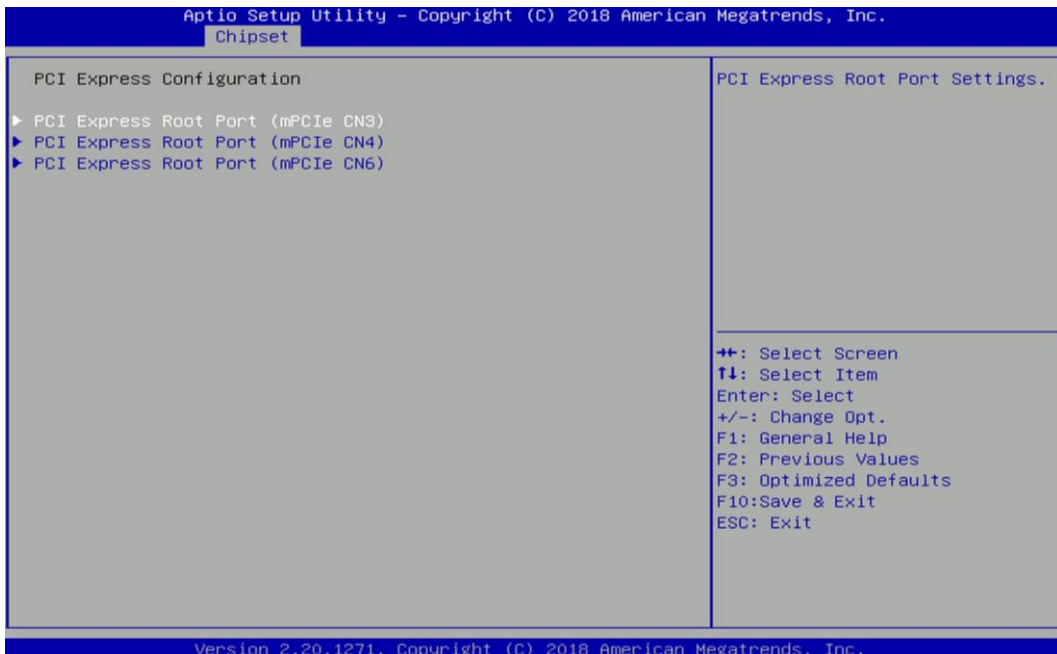 Aptio Setup Utility – Copyright (C) 2018 American Megatrends, Inc.
Chipset
PCI Express Configuration
▶ PCI Express Root Port (mPCIe CN3)
▶ PCI Express Root Port (mPCIe CN4)
▶ PCI Express Root Port (mPCIe CN6)
PCI Express Root Port Settings.
→←: Select Screen
↑↓: Select Item
Enter: Select
+/-: Change Opt.
F1: General Help
F2: Previous Values
F3: Optimized Defaults
F10:Save & Exit
ESC: Exit
Version 2.20.1271. Copyright (C) 2018 American Megatrends, Inc.